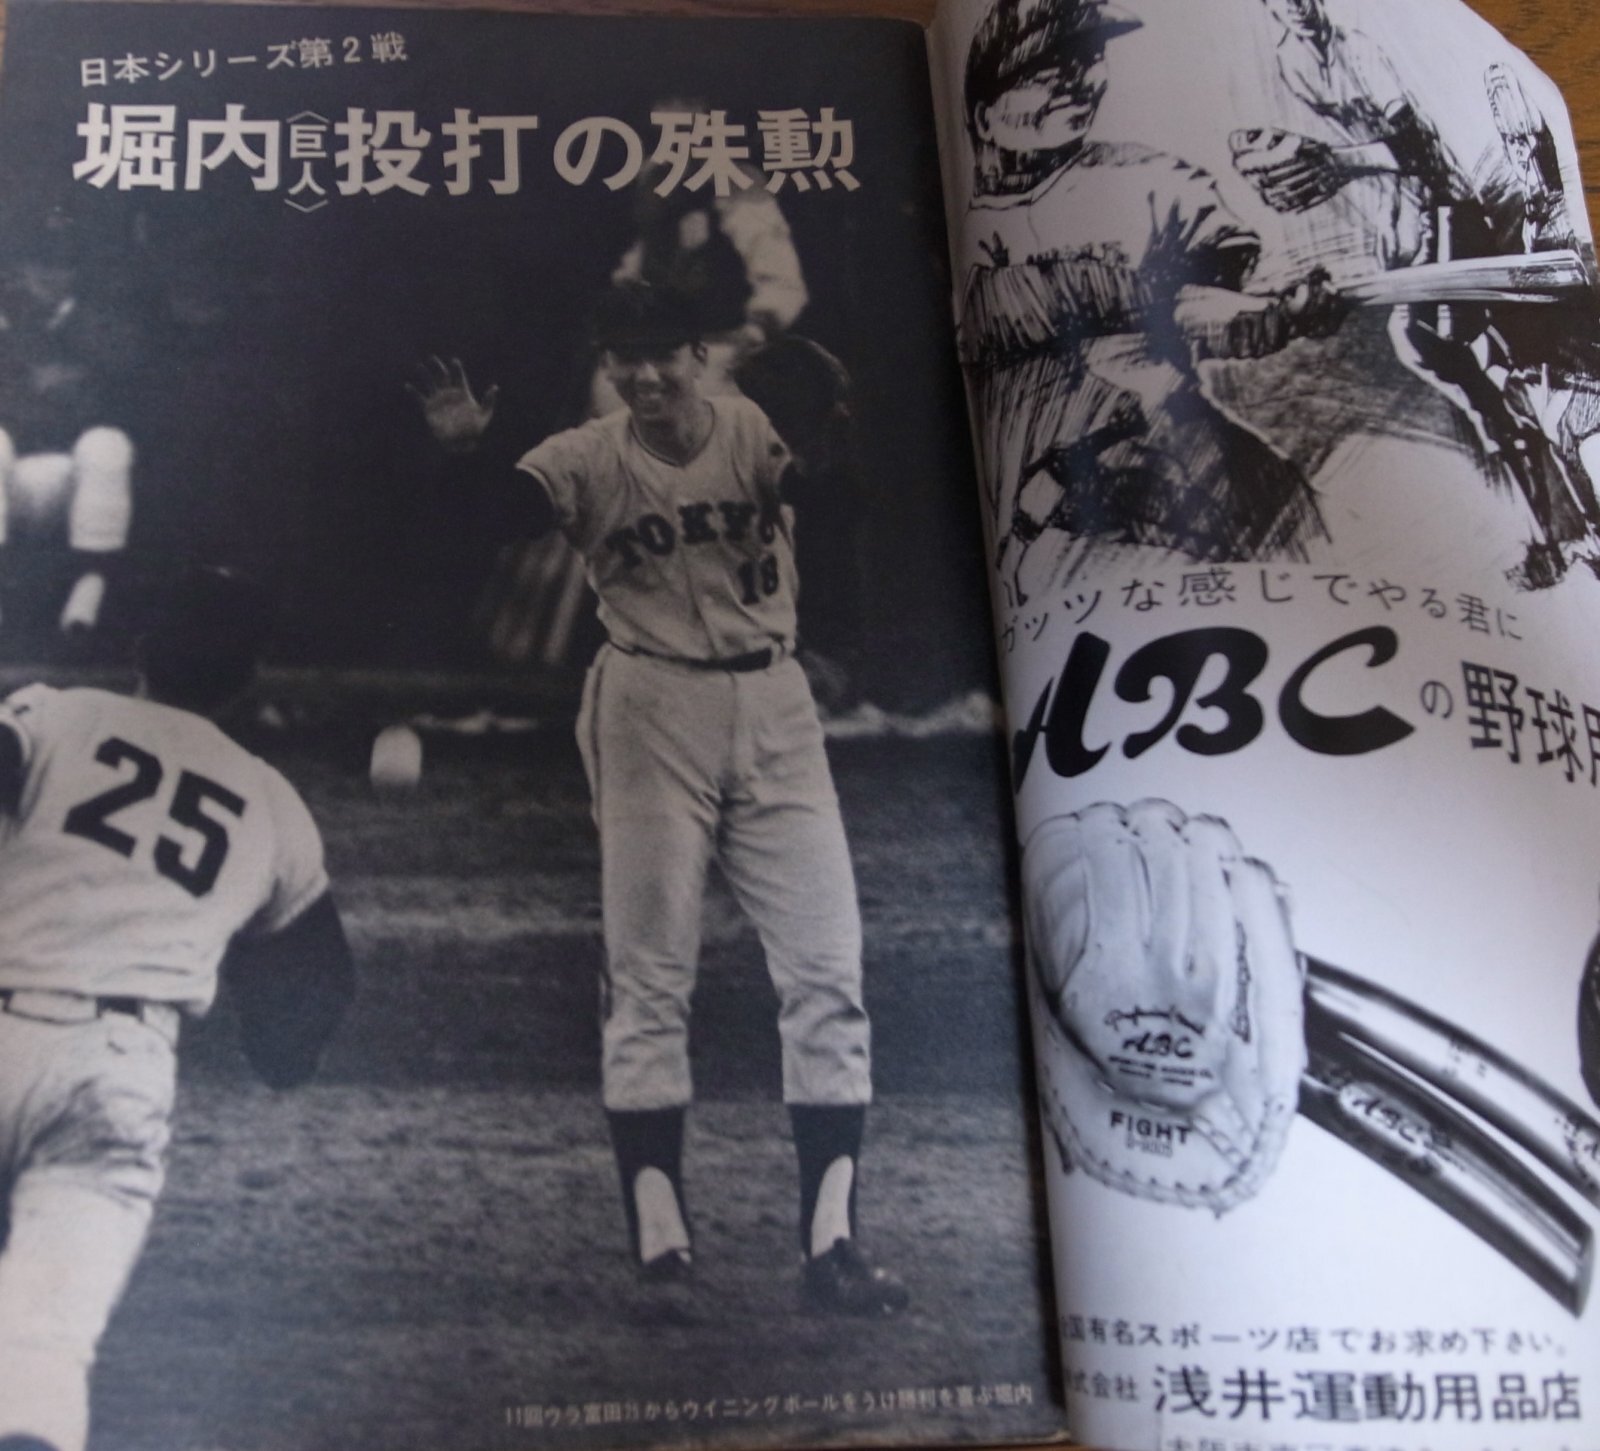 日本シリーズ第2戦
堀内〈巨人〉投打の殊勲
TOKYO
18
25
11回ウラ富田25からウイニングボールをうけ勝利を喜ぶ堀内
ガッツな感じでやる君に
ABCの野球用
ABC
FIGHT
ABC
国有名スポーツ店でお求め下さい。
式会社 浅井運動用品店